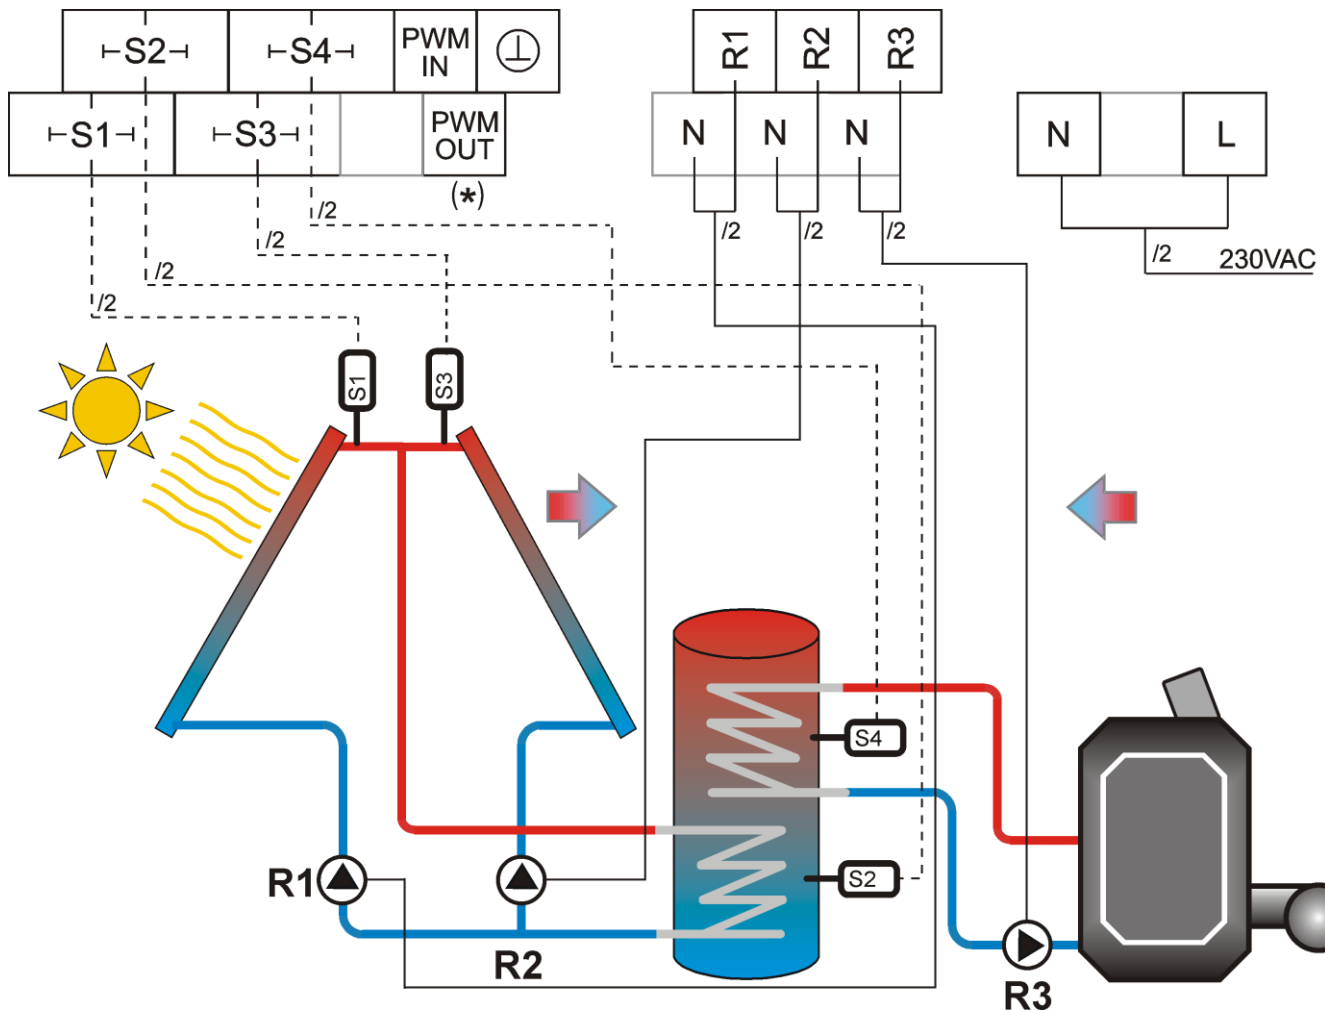 S2
S4
PWM
IN
R1
R2
R3
S1
S3
PWM
OUT
N
N
N
N
L
(*)
/2
/2
/2
/2
/2
/2
/2
/2
230VAC
S1
S3
S4
S2
R1
R2
R3